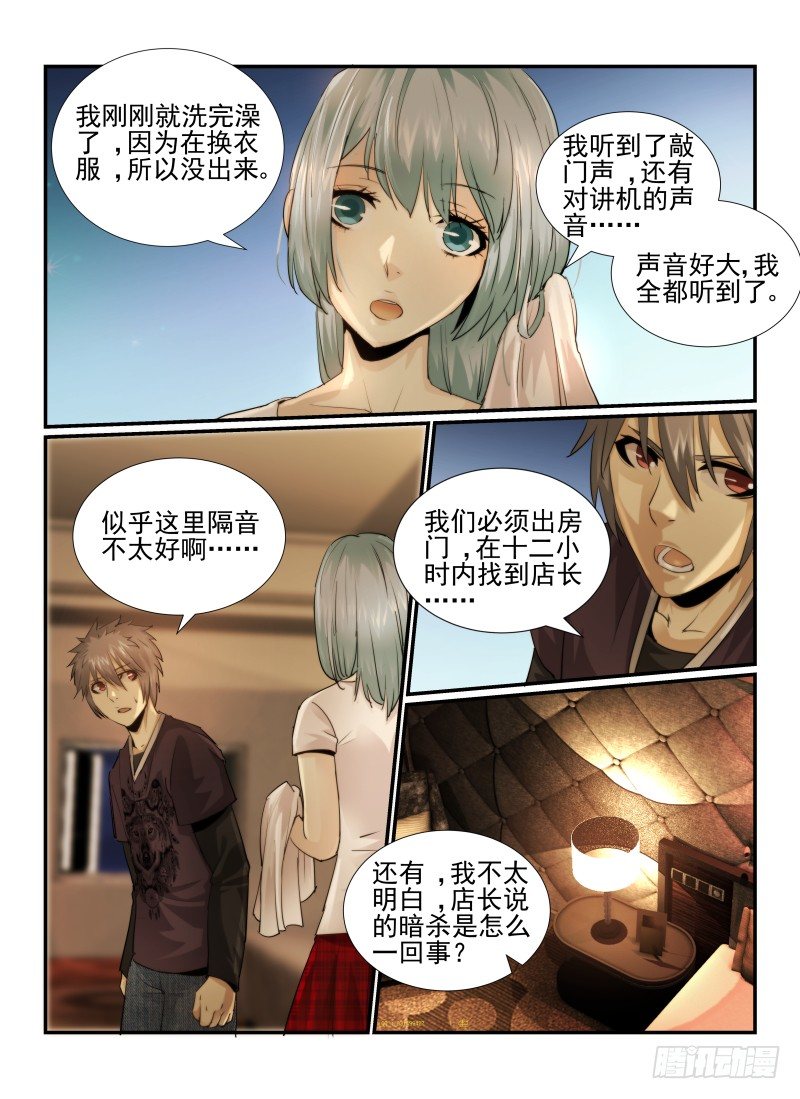 我刚刚就洗完澡
了，因为在换衣
服，所以没出来。
我听到了敲
门声，还有
对讲机的声
音……
声音好大，我
全都听到了。
似乎这里隔音
不太好啊……
我们必须出房
门，在十二小
时内找到店长
……
还有，我不太
明白，店长说
的暗杀是怎么
一回事？
腾讯动漫